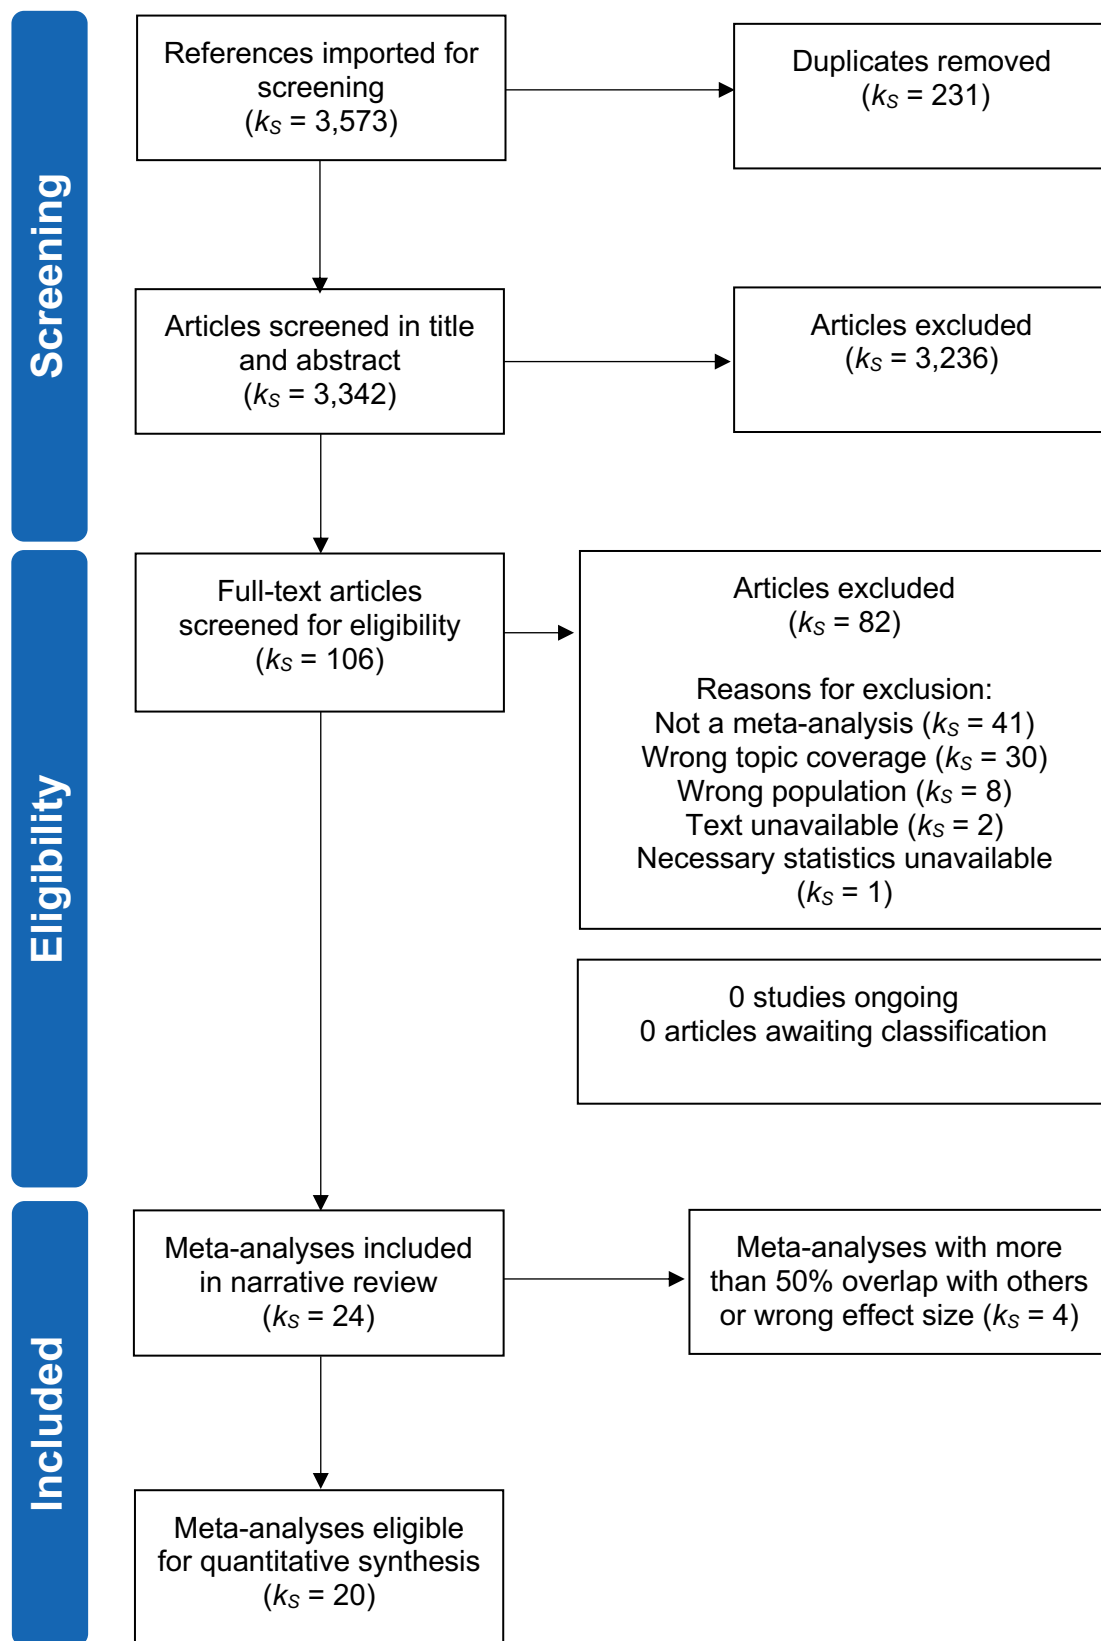 Screening
References imported for
screening
(kS = 3,573)
Duplicates removed
(kS = 231)
Articles screened in title
and abstract
(kS = 3,342)
Articles excluded
(kS = 3,236)
Eligibility
Full-text articles
screened for eligibility
(kS = 106)
Articles excluded
(kS = 82)
Reasons for exclusion:
Not a meta-analysis (kS = 41)
Wrong topic coverage (kS = 30)
Wrong population (kS = 8)
Text unavailable (kS = 2)
Necessary statistics unavailable
(kS = 1)
0 studies ongoing
0 articles awaiting classification
Included
Meta-analyses included
in narrative review
(kS = 24)
Meta-analyses with more
than 50% overlap with others
or wrong effect size (kS = 4)
Meta-analyses eligible
for quantitative synthesis
(kS = 20)